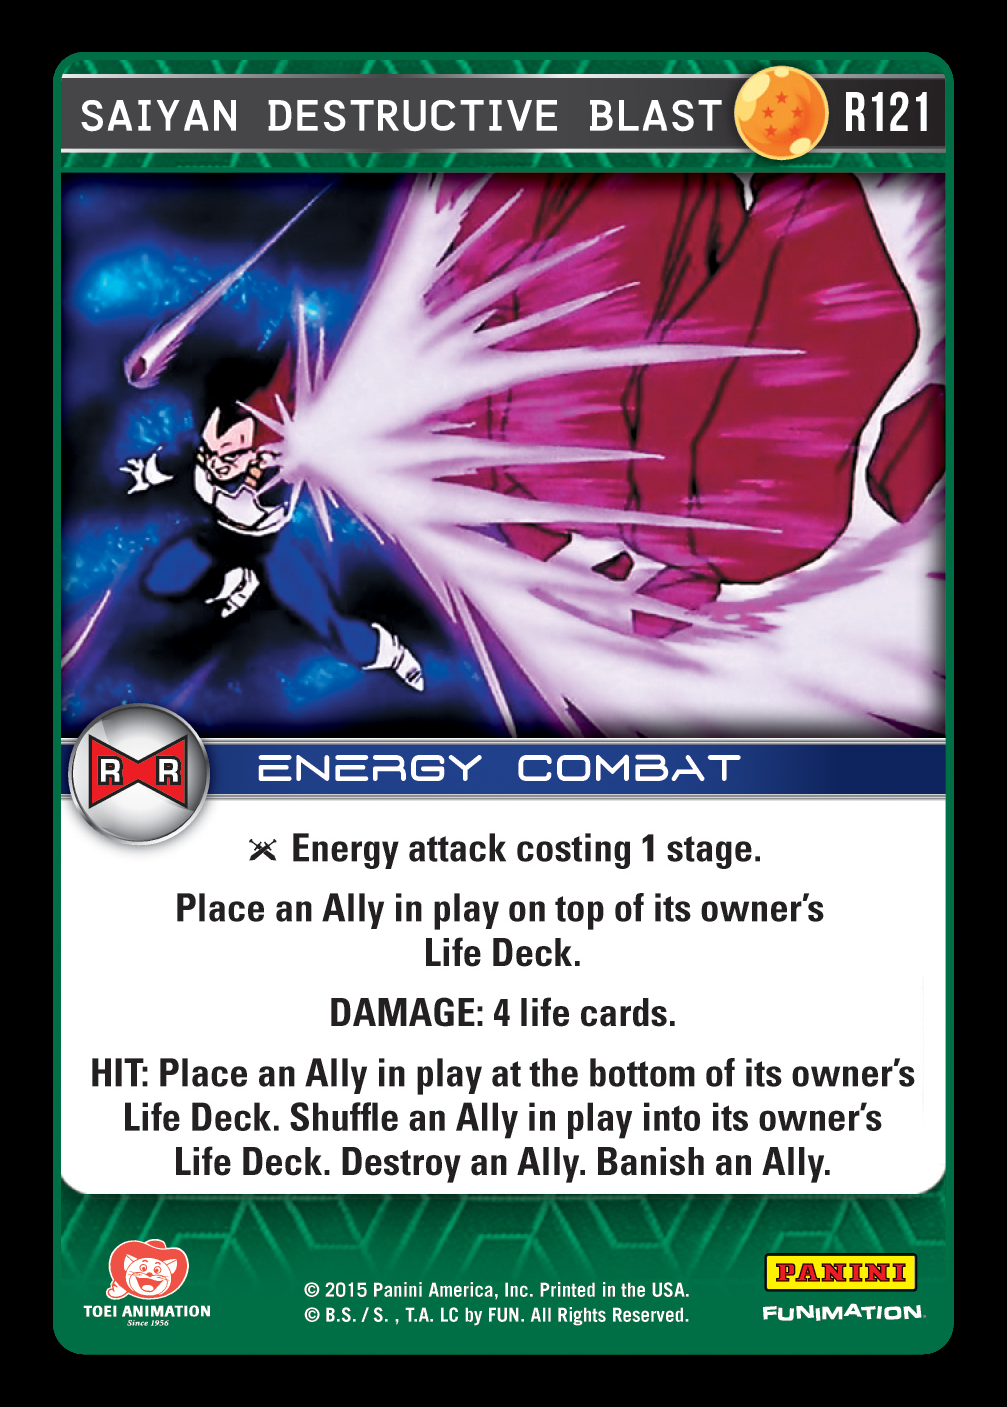 SAIYAN DESTRUCTIVE BLAST R121
R R
ENERGY COMBAT
Energy attack costing 1 stage.
Place an Ally in play on top of its owner’s
Life Deck.
DAMAGE: 4 life cards.
HIT: Place an Ally in play at the bottom of its owner’s
Life Deck. Shuffle an Ally in play into its owner’s
Life Deck. Destroy an Ally. Banish an Ally.
TOEI ANIMATION
Since 1956
© 2015 Panini America, Inc. Printed in the USA.
© B.S. / S. , T.A. LC by FUN. All Rights Reserved.
PANINI
FUNIMATION